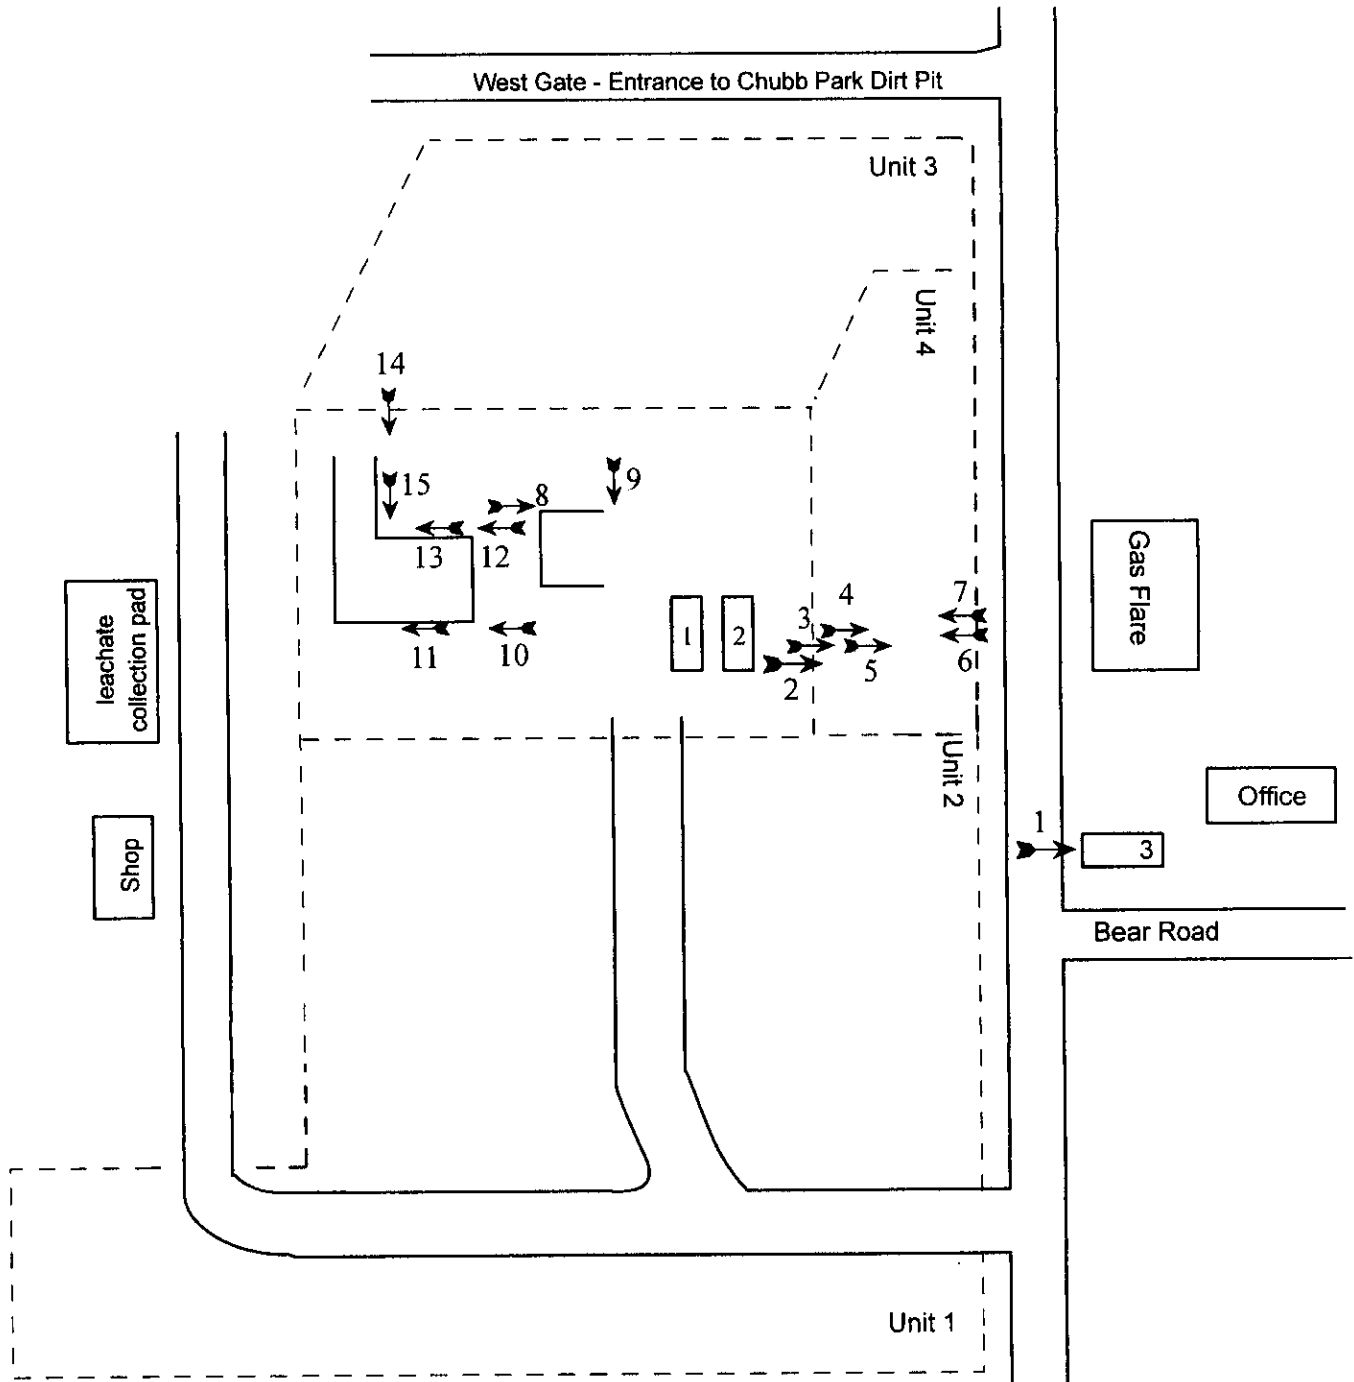 West Gate - Entrance to Chubb Park Dirt Pit
Unit 3
Unit 4
14
15
9
8
13
12
11
10
1
2
3
4
5
2
7
6
Gas Flare
leachate
collection pad
Unit 2
Office
1
3
Shop
Bear Road
Unit 1